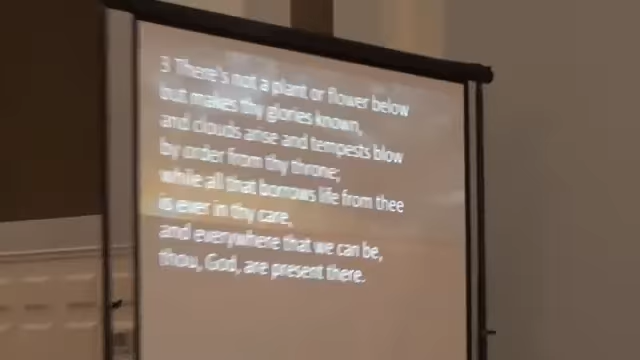 3 There's not a plant or flower below
but makes thy glories known,
and clouds arise and tempests blow
by order from thy throne;
while all that borrows life from thee
is ever in thy care,
and everywhere that we can be,
thou, God, are present there.